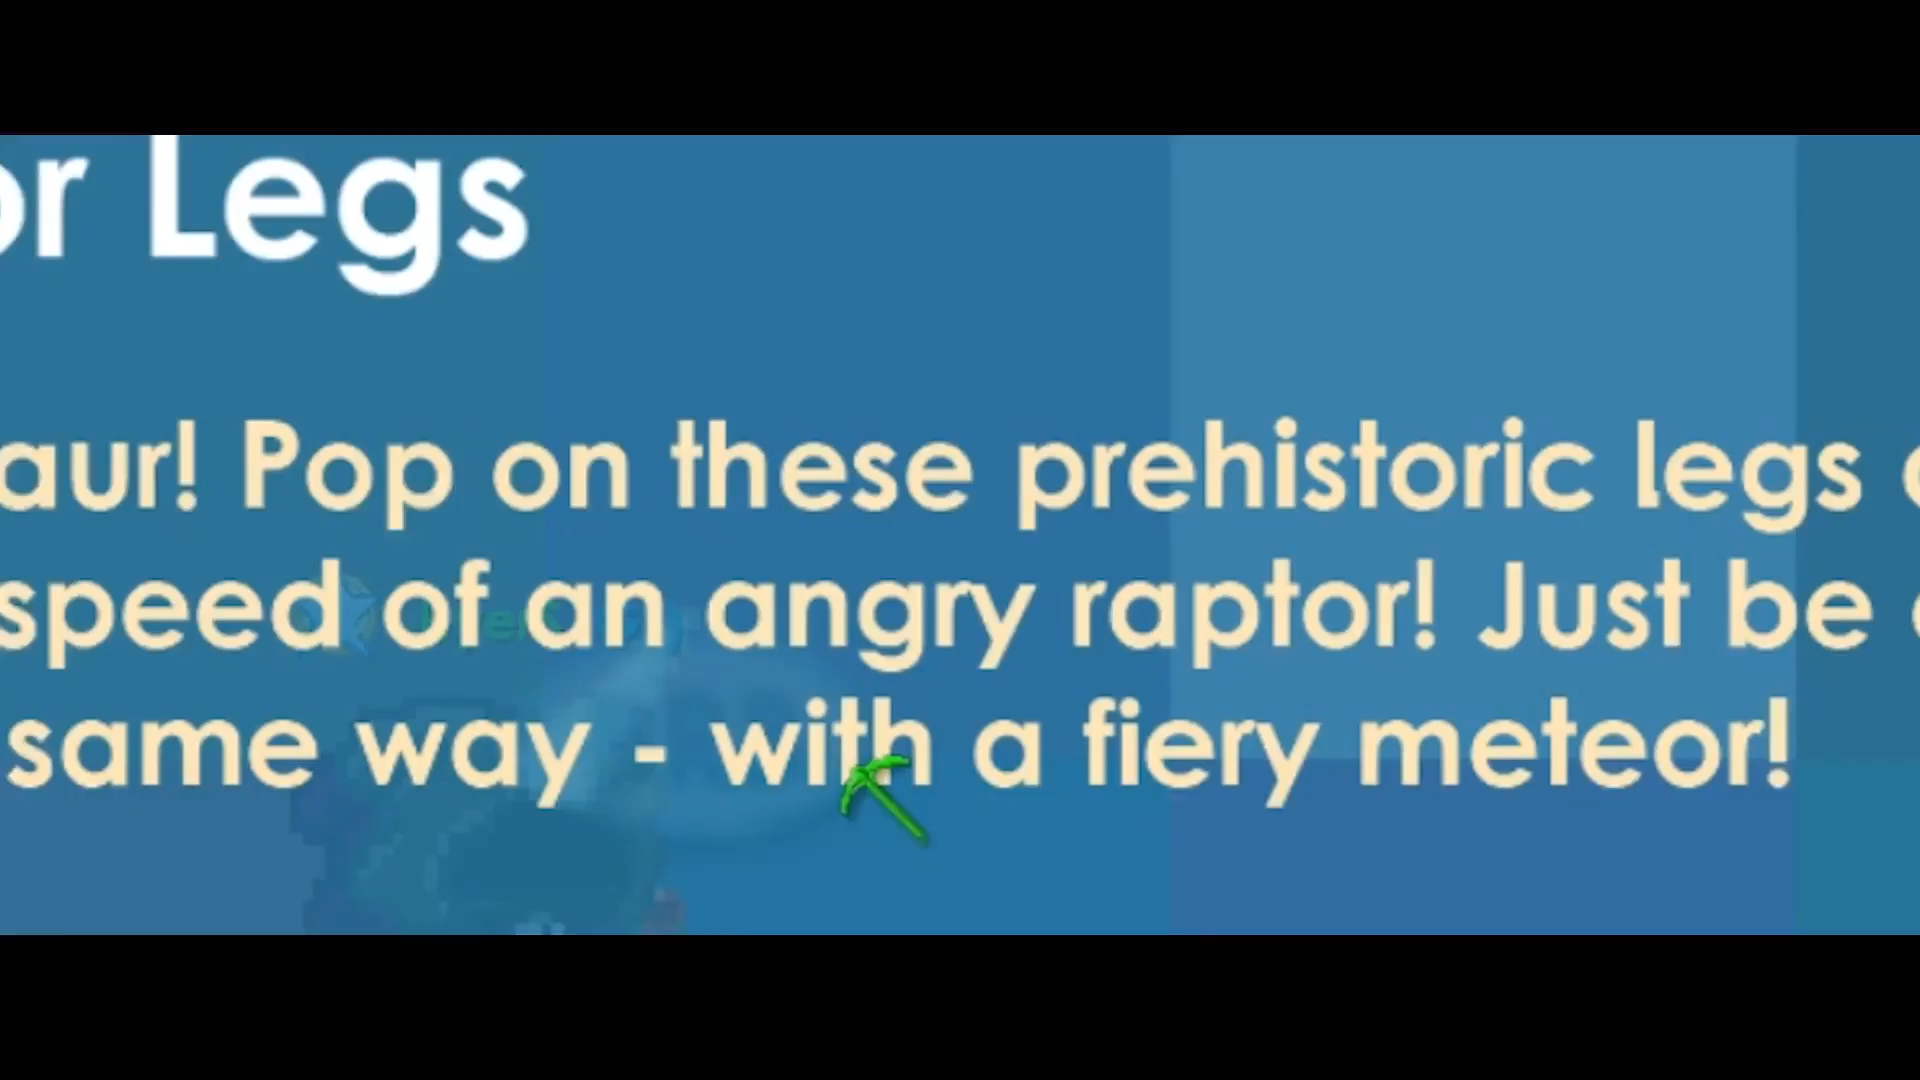 or Legs
aur! Pop on these prehistoric legs
speed of an angry raptor! Just be
same way - with a fiery meteor!